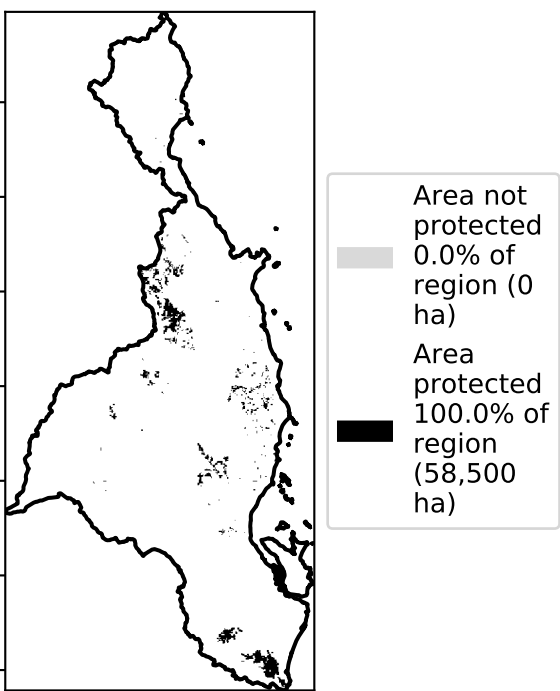 Area not
protected
0.0% of
region (0
ha)
Area
protected
100.0% of
region
(58,500
ha)